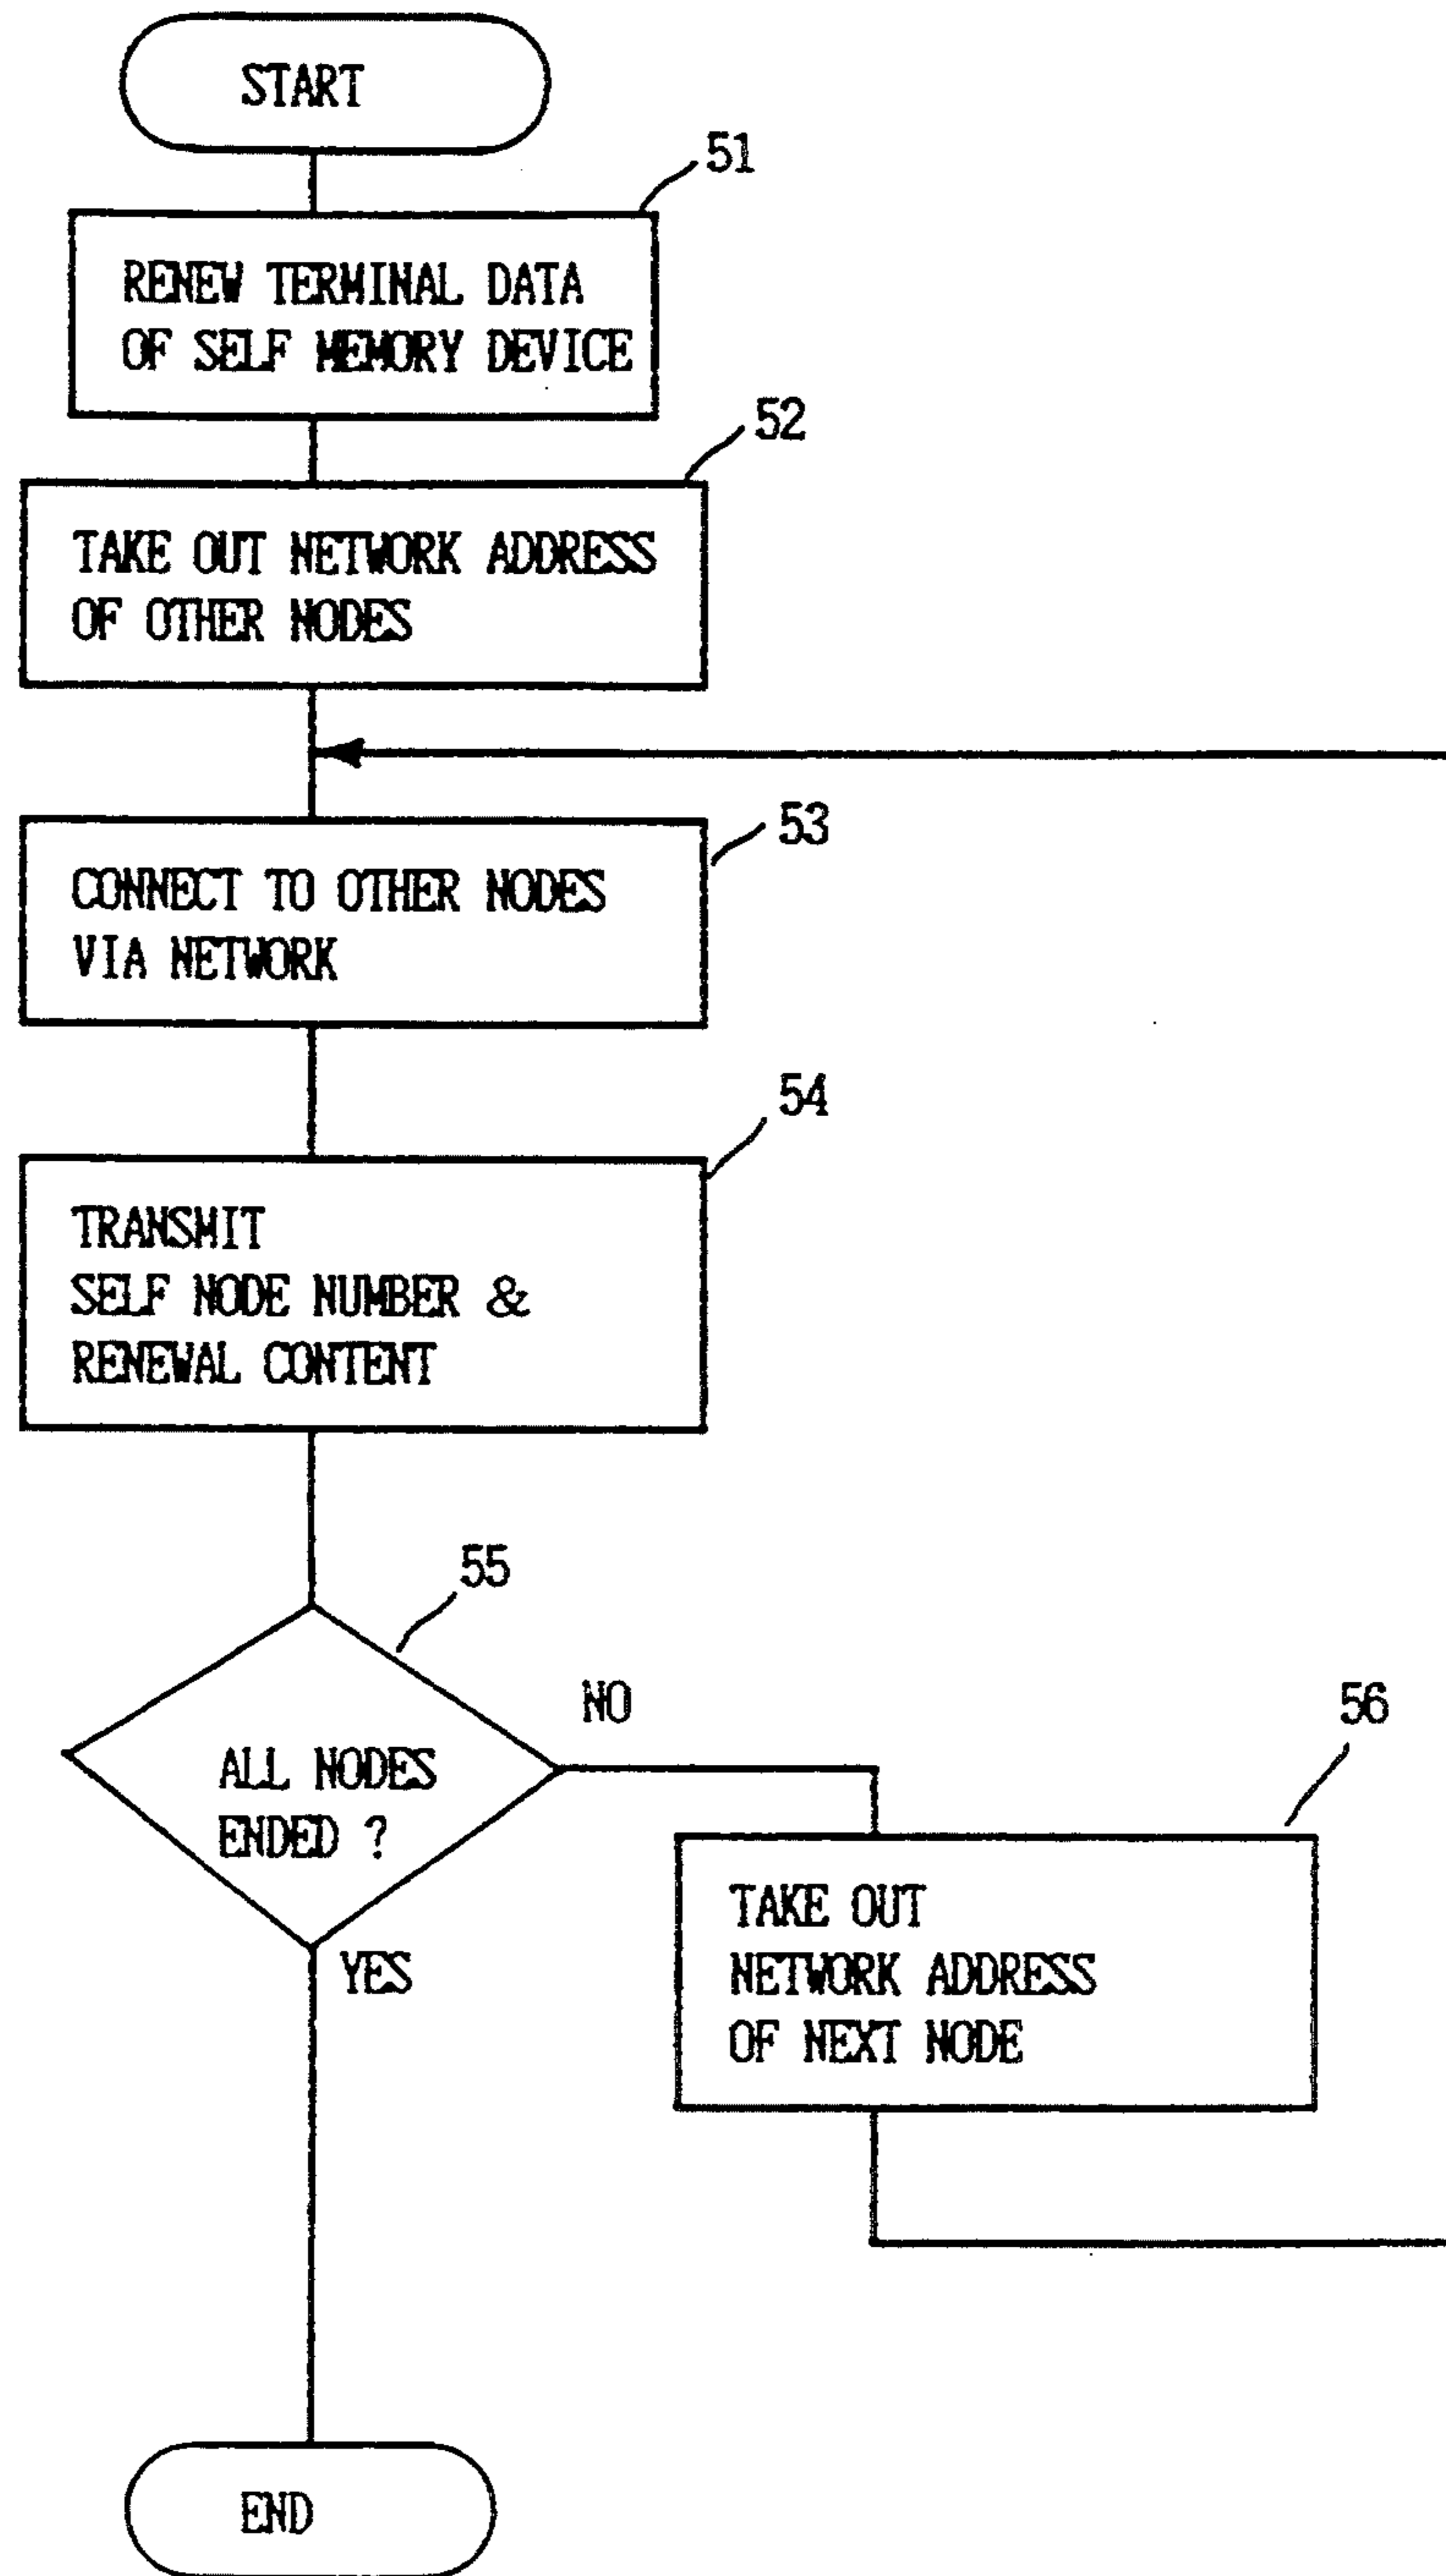 START
51
RENEW TERMINAL DATA
OF SELF MEMORY DEVICE
52
TAKE OUT NETWORK ADDRESS
OF OTHER NODES
53
CONNECT TO OTHER NODES
VIA NETWORK
54
TRANSMIT
SELF NODE NUMBER &
RENEWAL CONTENT
55
ALL NODES
ENDED ?
NO
YES
56
TAKE OUT
NETWORK ADDRESS
OF NEXT NODE
END